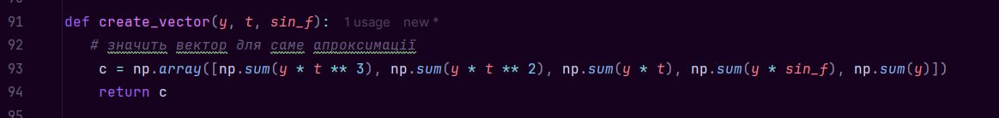 91 def create_vector(y, t, sin_f): 1 usage new *
92 # значить вектор для саме апроксимації
93 c = np.array([np.sum(y * t ** 3), np.sum(y * t ** 2), np.sum(y * t), np.sum(y * sin_f), np.sum(y)])
94 return c